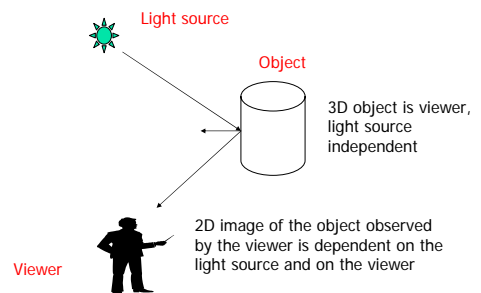 Light source
Object
3D object is viewer,
light source
independent
2D image of the object observed
by the viewer is dependent on the
light source and on the viewer
Viewer